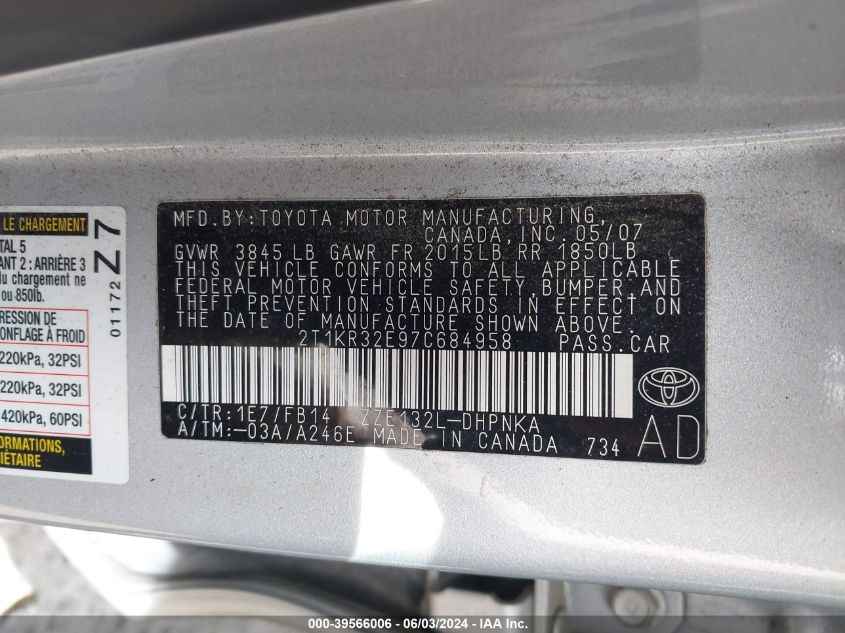 LE CHARGEMENT
TAL 5
ANT 2 : ARRIÈRE 3
du chargement ne
ou 850lb.
RESSION DE
ONFLAGE À FROID
220kPa, 32PSI
220kPa, 32PSI
420kPa, 60PSI
FORMATIONS,
IÉTAIRE
Z 7
01172
MFD.BY:TOYOTA MOTOR MANUFACTURING,
CANADA,INC.05/07
GVWR 3845LB GAWR FR 2015LB RR 1850LB
THIS VEHICLE CONFORMS TO ALL APPLICABLE
FEDERAL MOTOR VEHICLE SAFETY, BUMPER,AND
THEFT PREVENTION STANDARDS IN EFFECT ON
THE DATE OF MANUFACTURE SHOWN ABOVE.
2T1KR32E97C684958 PASS.CAR
C/TR:1E7/FB14 ZZE132L-DHPNKA
A/TM:-03A/A246E MADE IN CANADA 734
AD
000-39566006 - 06/03/2024 - IAA Inc.